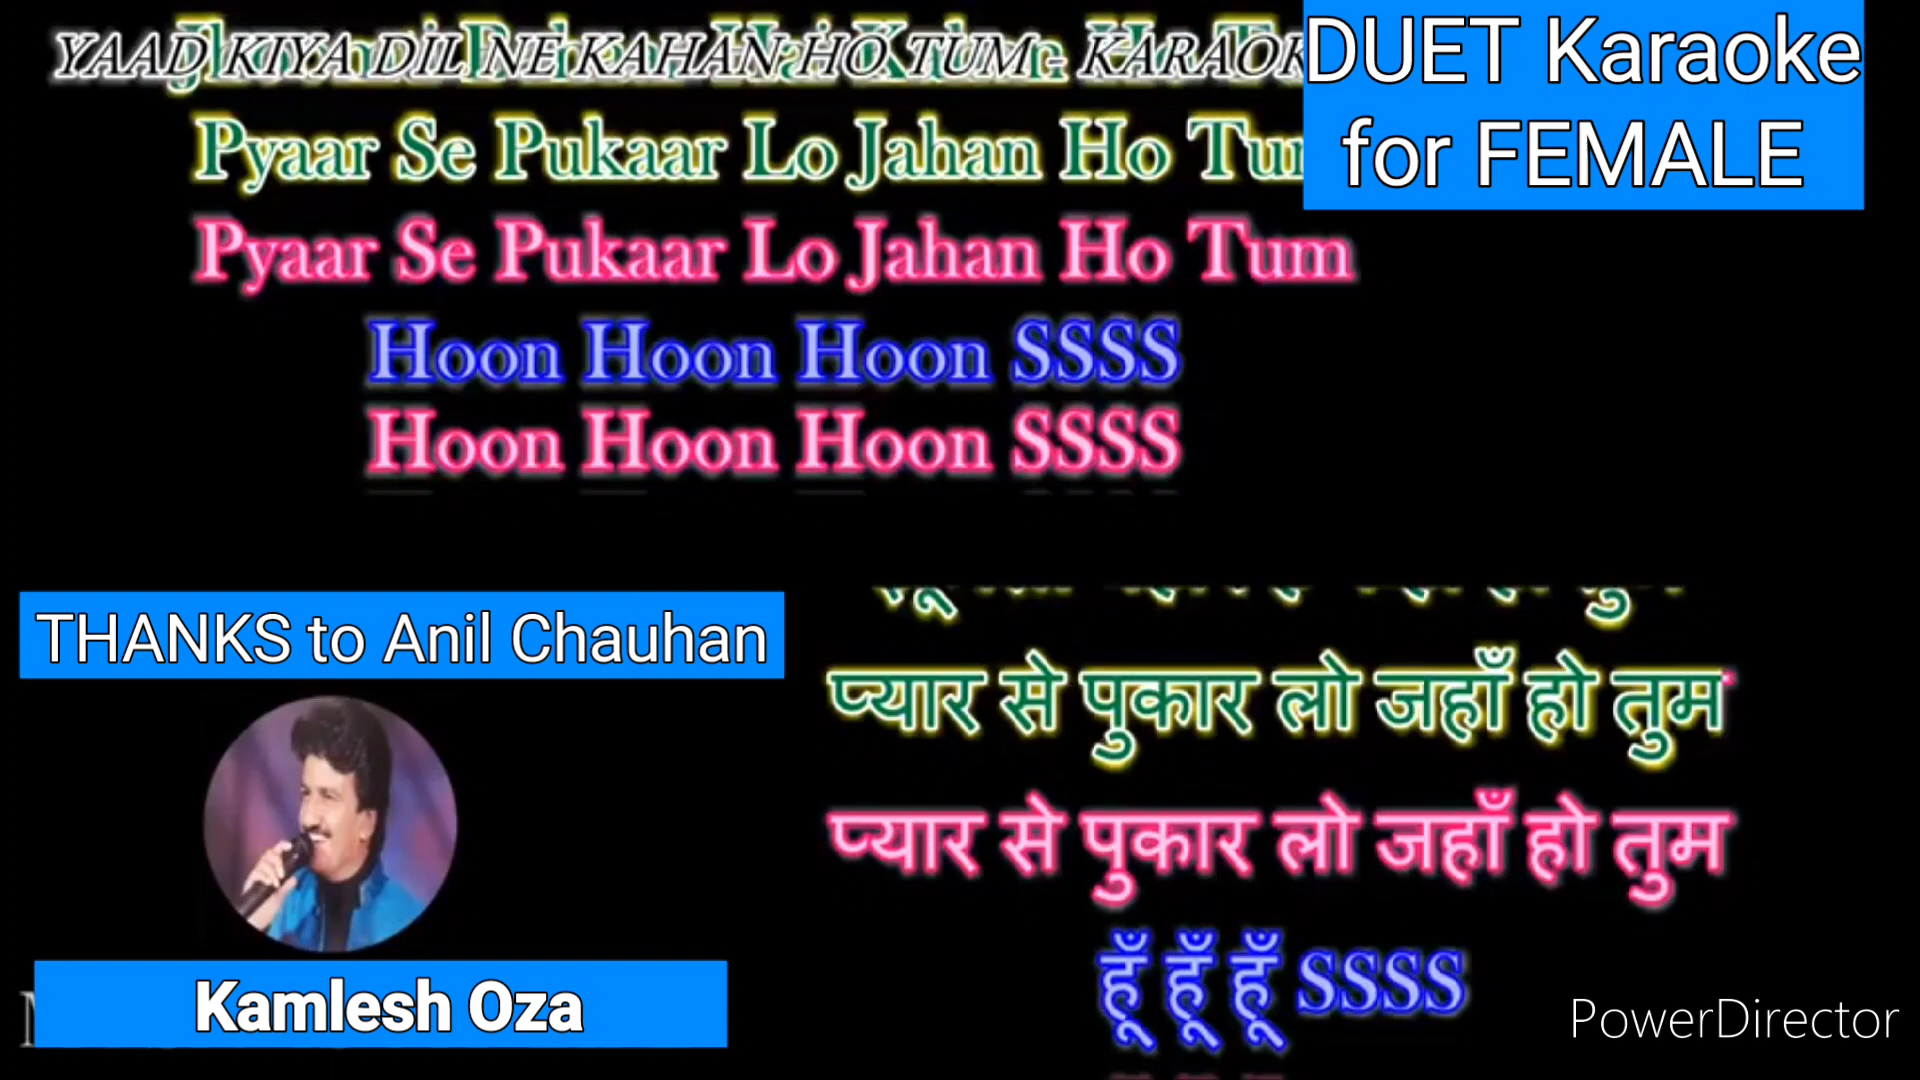 YAAD KIYA DIL NE KAHAN HO TUM - KARAOK
DUET Karaoke
for FEMALE
Pyaar Se Pukaar Lo Jahan Ho Tum
Pyaar Se Pukaar Lo Jahan Ho Tum
Hoon Hoon Hoon SSSS
Hoon Hoon Hoon SSSS
THANKS to Anil Chauhan
प्यार से पुकार लो जहाँ हो तुम
प्यार से पुकार लो जहाँ हो तुम
हूँ हूँ हूँ SSSS
Kamlesh Oza
PowerDirector